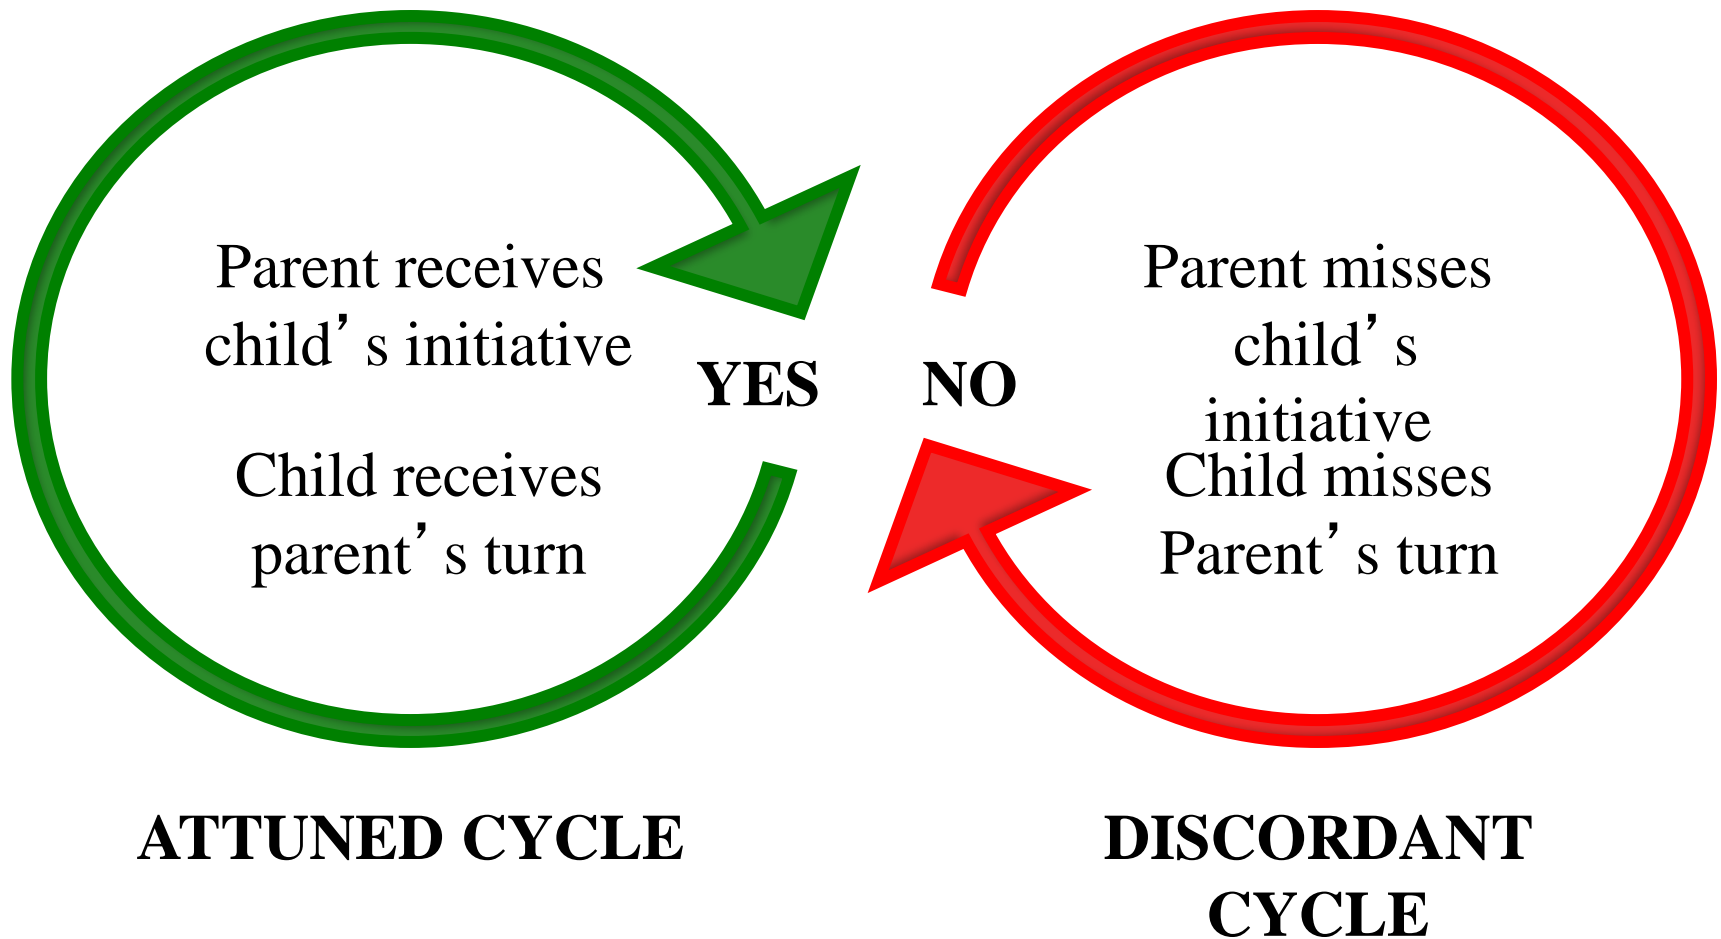 Parent receives
child’s initiative
Child receives
parent’s turn
YES
NO
Parent misses
child’s
initiative
Child misses
Parent’s turn
ATTUNED CYCLE
DISCORDANT
CYCLE